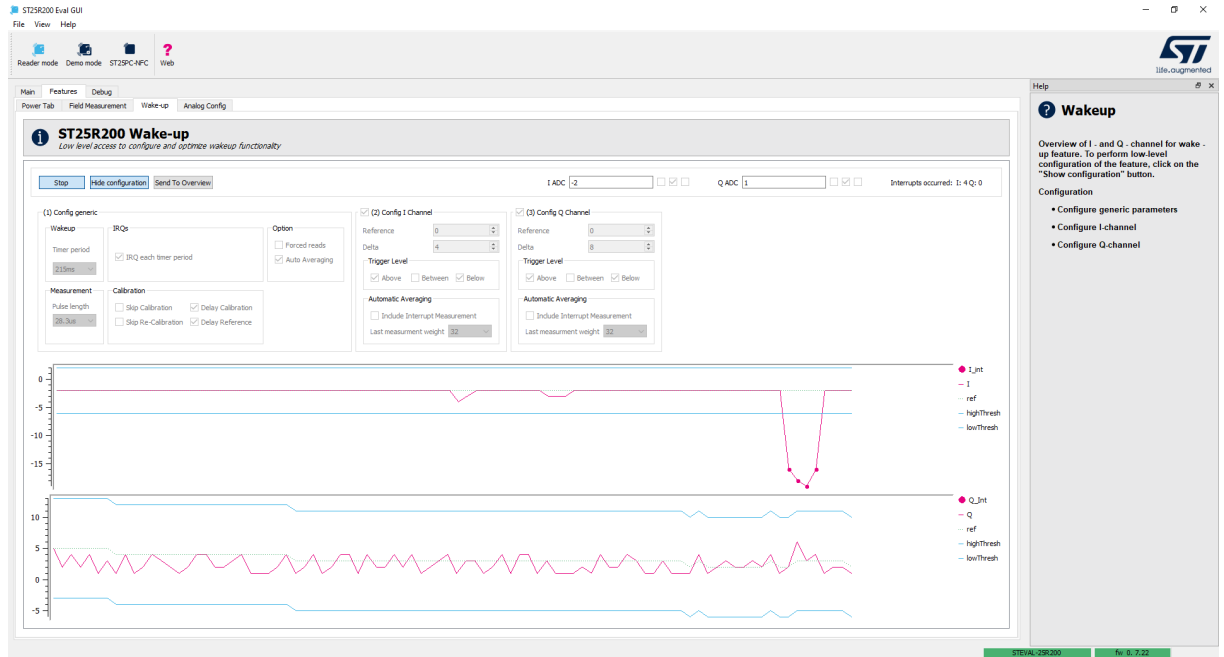 ST25R200 Eval GUI
File View Help
Reader mode Demo mode ST25PC-NFC Web
life.augmented
Main Features Debug
Power Tab Field Measurement Wake-up Analog Config
ST25R200 Wake-up
Low level access to configure and optimize wakeup functionality
Stop Hide configuration Send To Overview I ADC -2 Q ADC 1 Interrupts occurred: I: 4 Q: 0
(1) Config generic
Wakeup
Timer period
215ms
IRQs
IRQ each timer period
Option
Forced reads
Auto Averaging
Measurement
Pulse length
28.3us
Calibration
Skip Calibration Delay Calibration
Skip Re-Calibration Delay Reference
(2) Config I Channel
Reference 0
Delta 4
Trigger Level
Above Between Below
Automatic Averaging
Include Interrupt Measurement
Last measurment weight 32
(3) Config Q Channel
Reference 0
Delta 8
Trigger Level
Above Between Below
Automatic Averaging
Include Interrupt Measurement
Last measurment weight 32
0
-5
-10
-15
I_int
I
ref
highThresh
lowThresh
10
5
0
-5
Q_Int
Q
ref
highThresh
lowThresh
Help
Wakeup
Overview of I - and Q - channel for wake -
up feature. To perform low-level
configuration of the feature, click on the
"Show configuration" button.
Configuration
• Configure generic parameters
• Configure I-channel
• Configure Q-channel
STEVAL-25R200 fw 0. 7.22